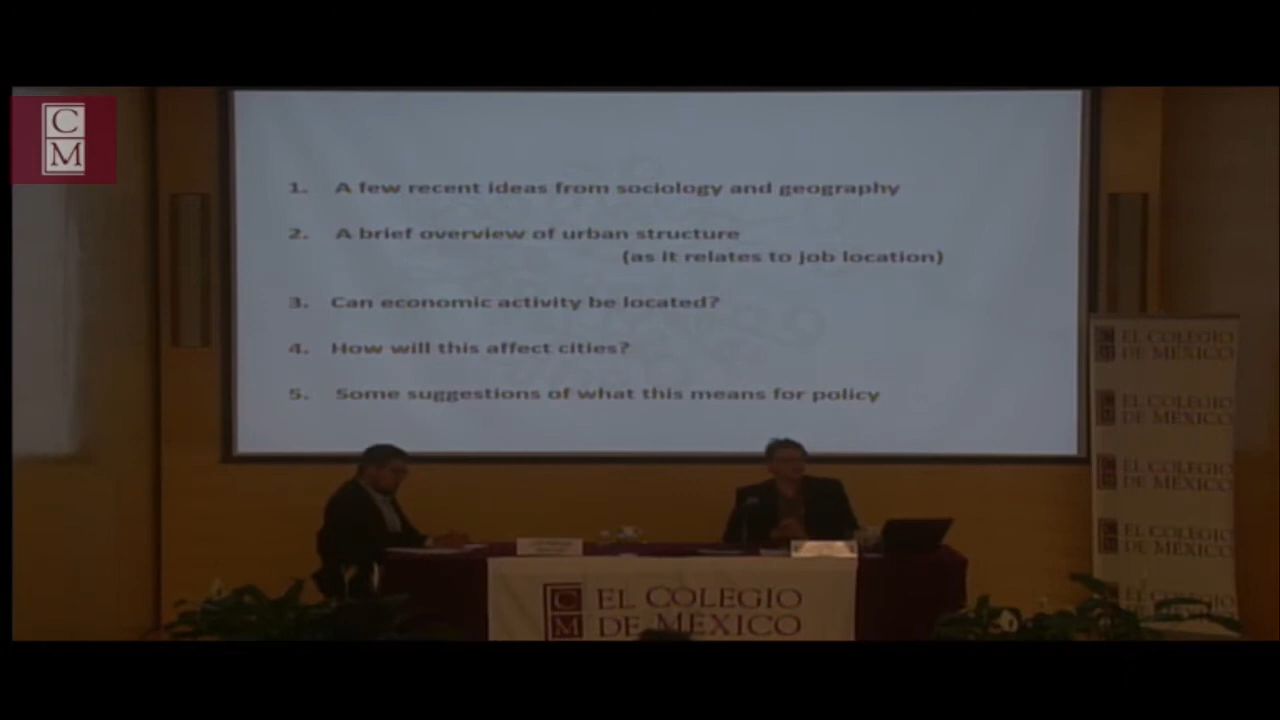 C
M
1. A few recent ideas from sociology and geography
2. A brief overview of urban structure
(as it relates to job location)
3. Can economic activity be located?
4. How will this affect cities?
5. Some suggestions of what this means for policy
EL COLEGIO
DE MÉXICO
EL COLEGIO
DE MÉXICO
EL COLEGIO
DE MÉXICO
EL COLEGIO
DE MÉXICO
C
M
EL COLEGIO
DE MÉXICO